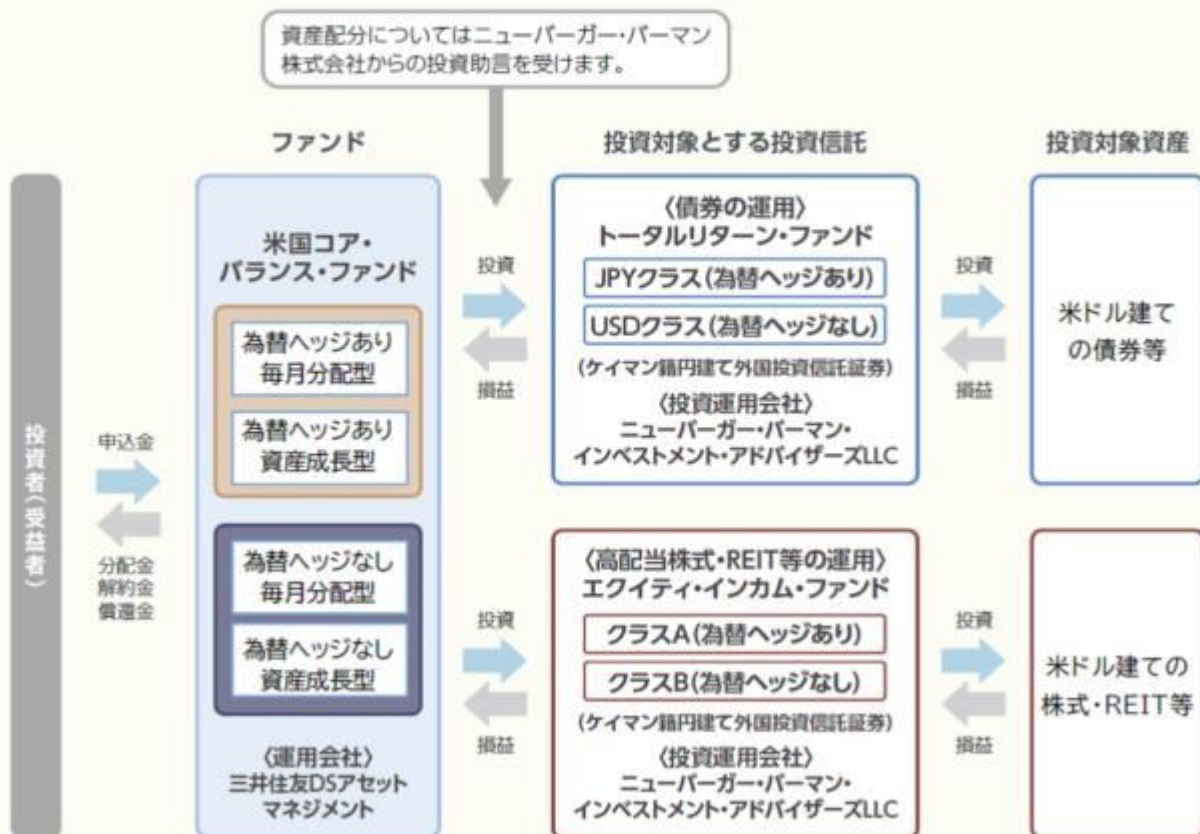 資産配分についてはニューバーガー・バーマン
株式会社からの投資助言を受けます。
ファンド
投資対象とする投資信託
投資対象資産
投資者(受益者)
申込金
分配金
解約金
償還金
米国コア・
バランス・ファンド
為替ヘッジあり
毎月分配型
為替ヘッジあり
資産成長型
為替ヘッジなし
毎月分配型
為替ヘッジなし
資産成長型
〈運用会社〉
三井住友DSアセット
マネジメント
投資
損益
〈債券の運用〉
トータルリターン・ファンド
JPYクラス(為替ヘッジあり)
USDクラス(為替ヘッジなし)
(ケイマン籍円建て外国投資信託証券)
〈投資運用会社〉
ニューバーガー・バーマン・
インベストメント・アドバイザーズLLC
投資
損益
米ドル建て
の債券等
投資
損益
〈高配当株式・REIT等の運用〉
エクイティ・インカム・ファンド
クラスA(為替ヘッジあり)
クラスB(為替ヘッジなし)
(ケイマン籍円建て外国投資信託証券)
〈投資運用会社〉
ニューバーガー・バーマン・
インベストメント・アドバイザーズLLC
投資
損益
米ドル建ての
株式・REIT等